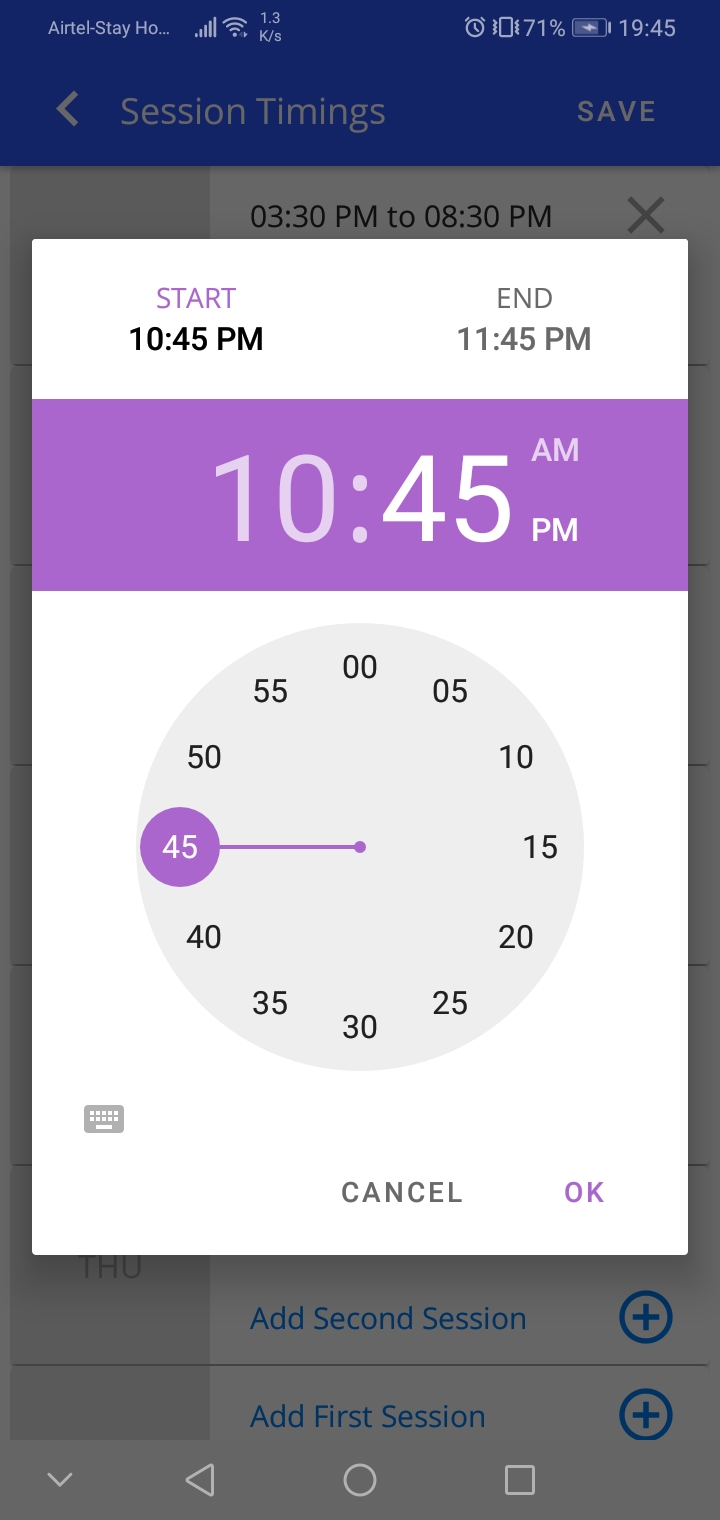 Airtel-Stay Ho... 1.3 K/s 71% 19:45
Session Timings SAVE
03:30 PM to 08:30 PM
START END
10:45 PM 11:45 PM
10:45 AM PM
00
55 05
50 10
45 15
40 20
35 25
30
CANCEL OK
THU
Add Second Session
Add First Session